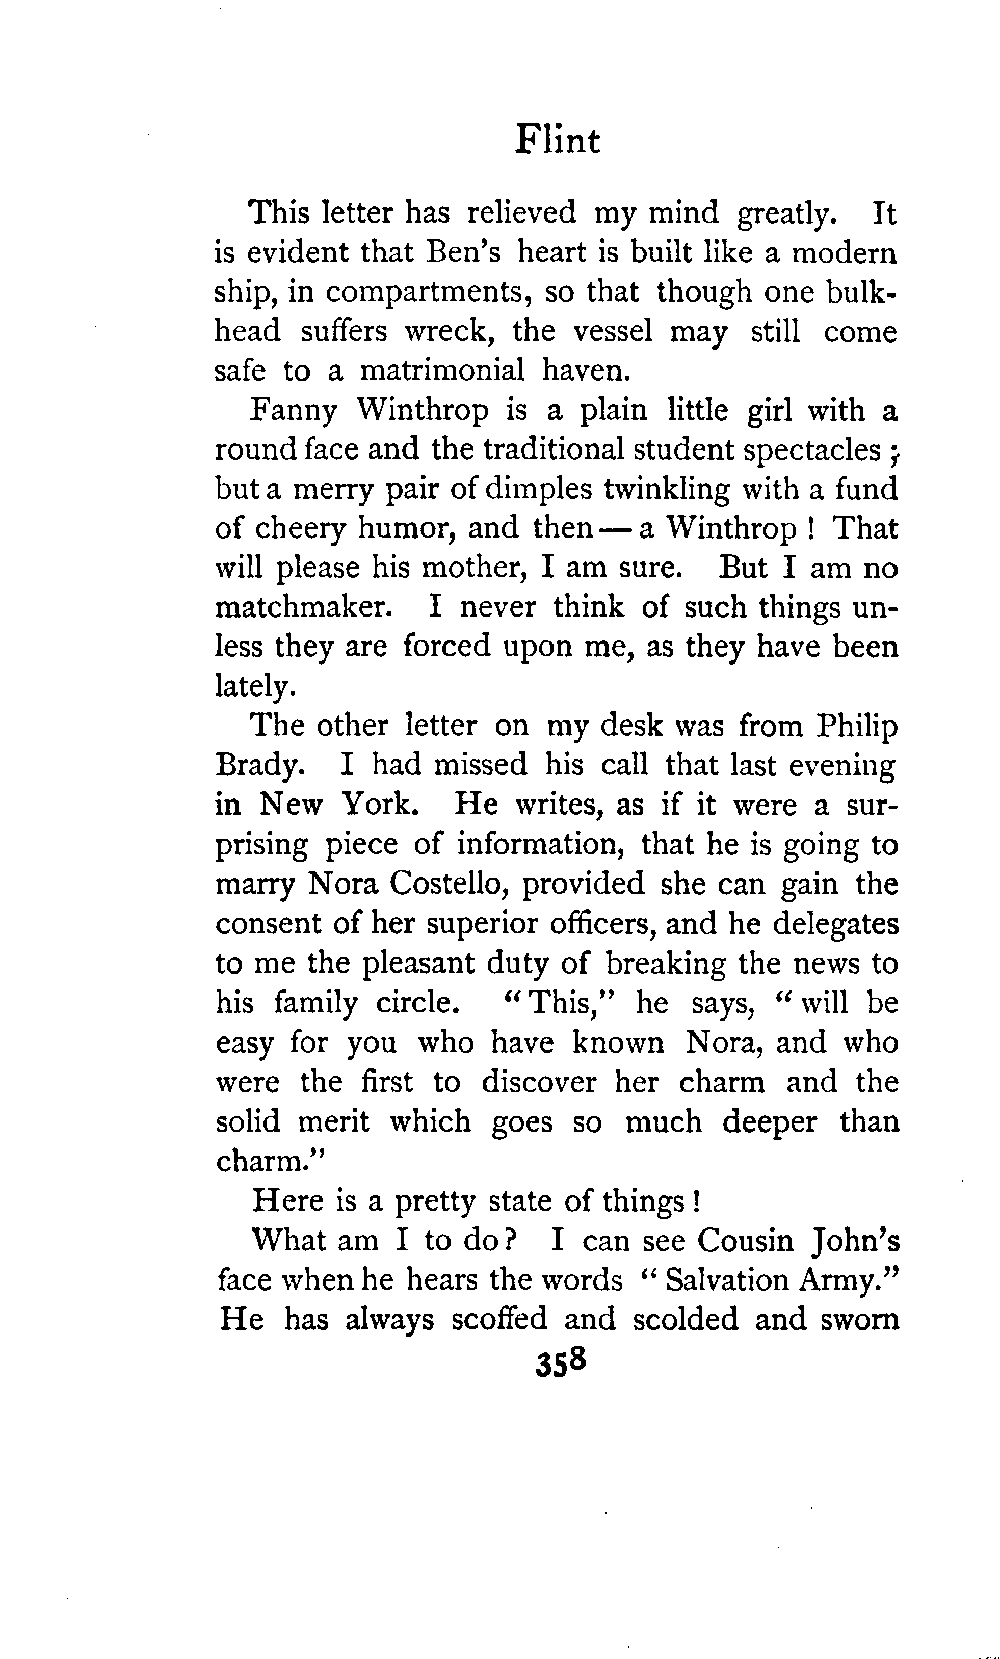 Flint
This letter has relieved my mind greatly. It
is evident that Ben's heart is built like a modern
ship, in compartments, so that though one bulk-
head suffers wreck, the vessel may still come
safe to a matrimonial haven.
Fanny Winthrop is a plain little girl with a
round face and the traditional student spectacles ;
but a merry pair of dimples twinkling with a fund
of cheery humor, and then — a Winthrop ! That
will please his mother, I am sure. But I am no
matchmaker. I never think of such things un-
less they are forced upon me, as they have been
lately.
The other letter on my desk was from Philip
Brady. I had missed his call that last evening
in New York. He writes, as if it were a sur-
prising piece of information, that he is going to
marry Nora Costello, provided she can gain the
consent of her superior officers, and he delegates
to me the pleasant duty of breaking the news to
his family circle. " This," he says, " will be
easy for you who have known Nora, and who
were the first to discover her charm and the
solid merit which goes so much deeper than
charm."
Here is a pretty state of things !
What am I to do ? I can see Cousin John's
face when he hears the words " Salvation Army."
He has always scoffed and scolded and sworn
358